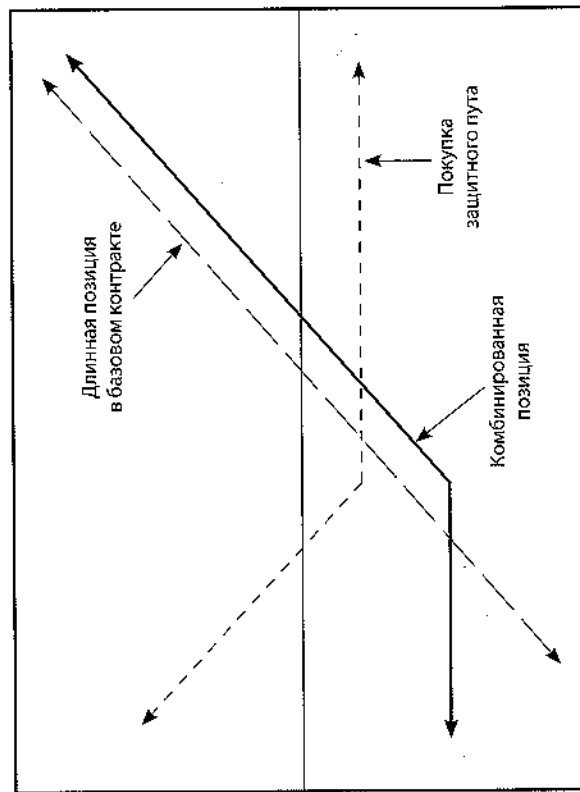 Длинная позиция
в базовом контракте
Покупка
защитного пута
Комбинированная
позиция